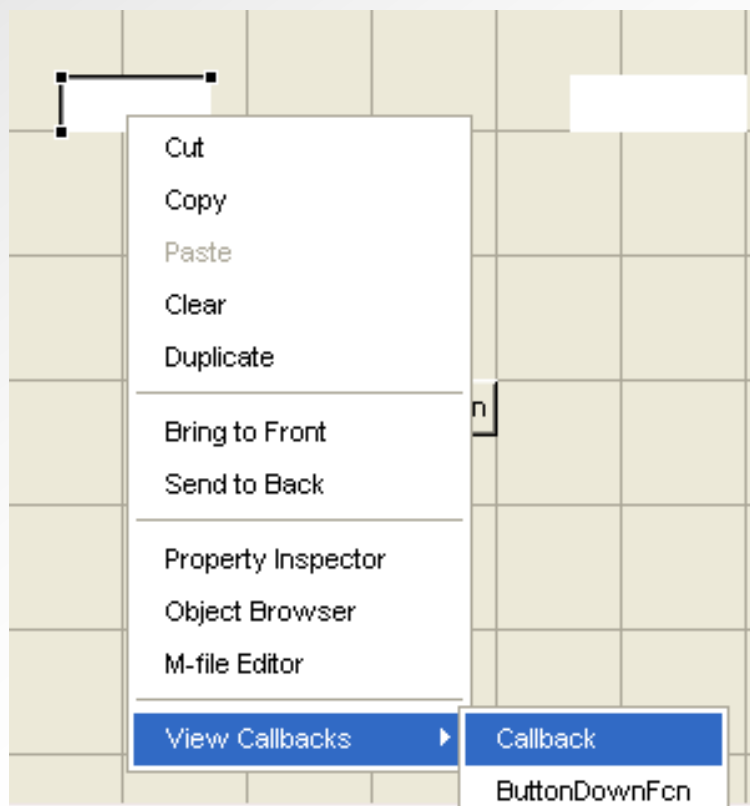 Cut
Copy
Paste
Clear
Duplicate
n
Bring to Front
Send to Back
Property Inspector
Object Browser
M-file Editor
View Callbacks
Callback
ButtonDownFcn